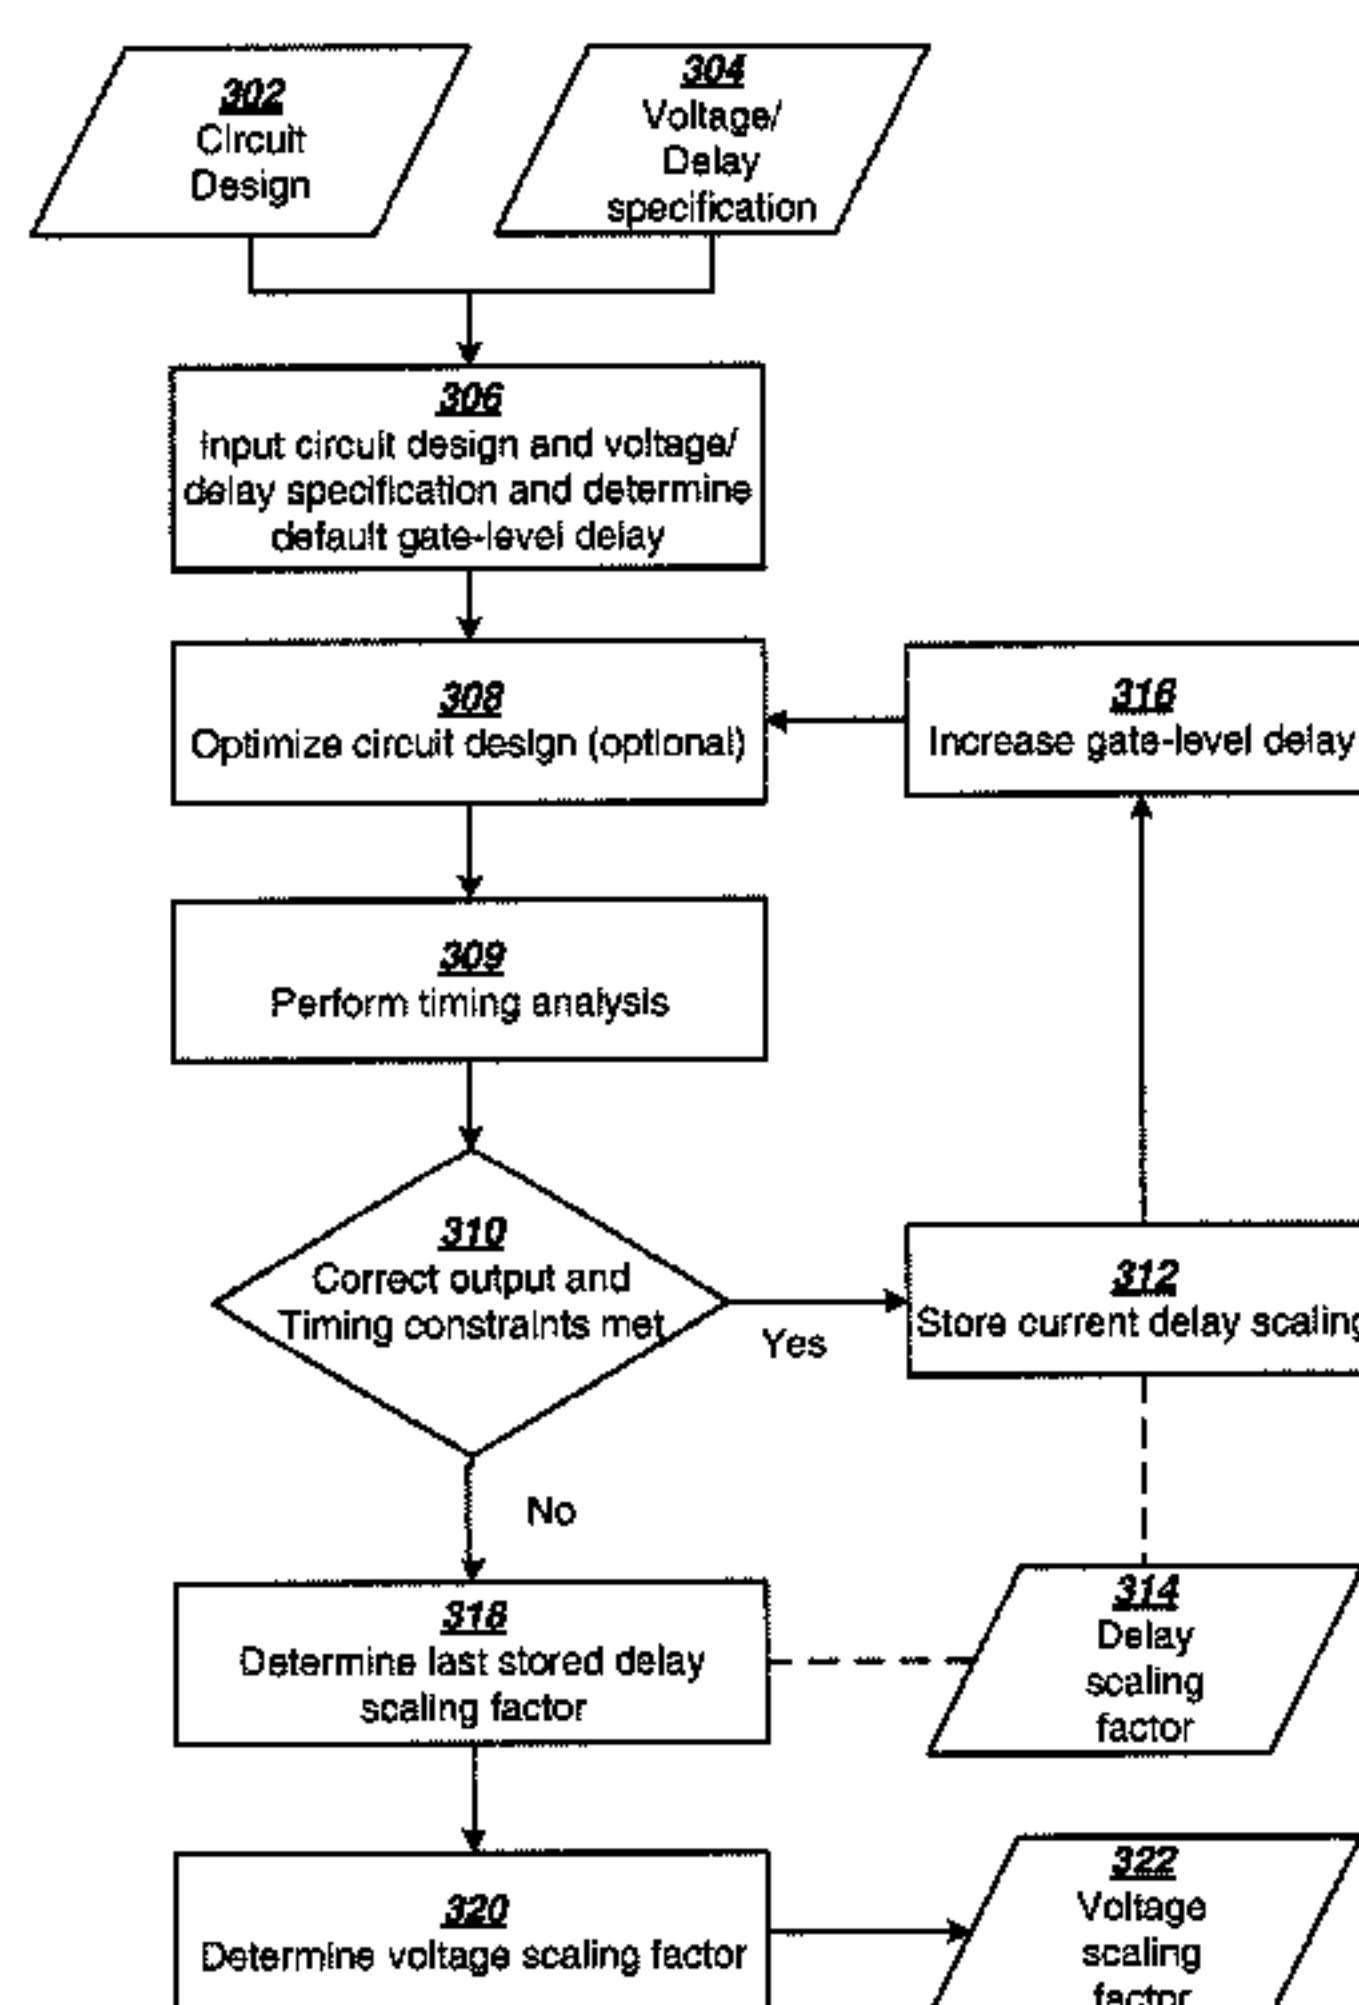 302
Circuit
Design
304
Voltage/
Delay
specification
306
Input circuit design and voltage/
delay specification and determine
default gate-level delay
308
Optimize circuit design (optional)
316
Increase gate-level delay
309
Perform timing analysis
310
Correct output and
Timing constraints met
Yes
312
Store current delay scaling
No
318
Determine last stored delay
scaling factor
314
Delay
scaling
factor
320
Determine voltage scaling factor
322
Voltage
scaling
factor